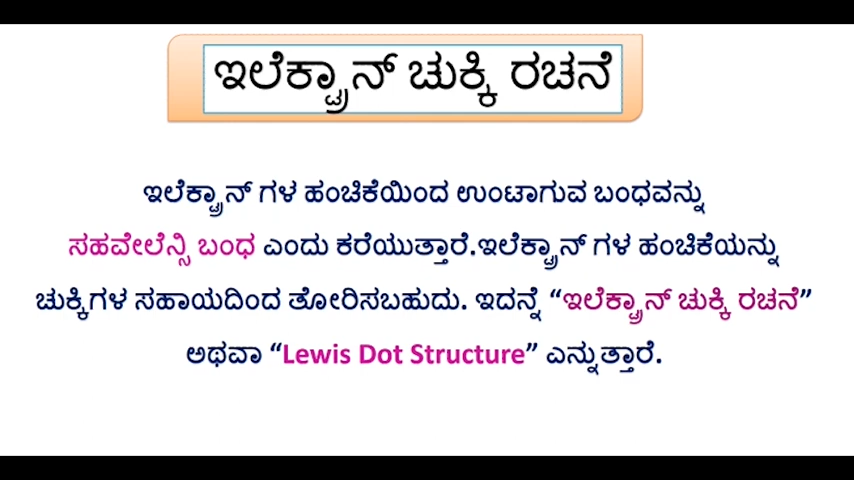 ಇಲೆಕ್ಟ್ರಾನ್ ಚುಕ್ಕಿ ರಚನೆ
ಇಲೆಕ್ಟ್ರಾನ್ ಗಳ ಹಂಚಿಕೆಯಿಂದ ಉಂಟಾಗುವ ಬಂಧವನ್ನು
ಸಹವೇಲೆನ್ಸಿ ಬಂಧ ಎಂದು ಕರೆಯುತ್ತಾರೆ.ಇಲೆಕ್ಟ್ರಾನ್ ಗಳ ಹಂಚಿಕೆಯನ್ನು
ಚುಕ್ಕಿಗಳ ಸಹಾಯದಿಂದ ತೋರಿಸಬಹುದು. ಇದನ್ನೆ “ಇಲೆಕ್ಟ್ರಾನ್ ಚುಕ್ಕಿ ರಚನೆ”
ಅಥವಾ “Lewis Dot Structure” ಎನ್ನುತ್ತಾರೆ.